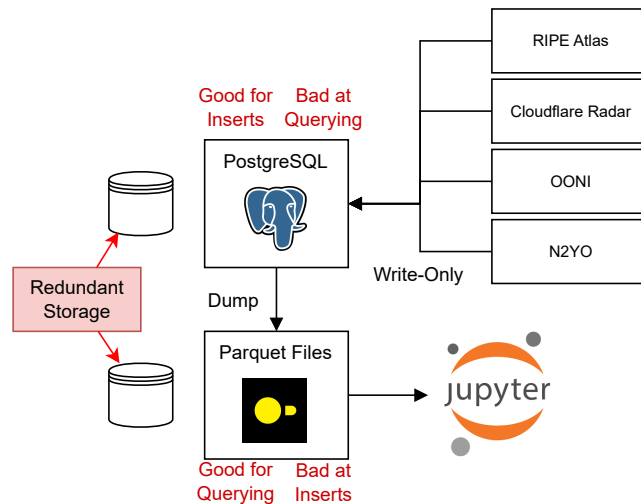 RIPE Atlas
Cloudflare Radar
OONI
N2YO
Good for
Inserts
Bad at
Querying
PostgreSQL
Write-Only
Redundant
Storage
Dump
Parquet Files
jupyter
Good for
Querying
Bad at
Inserts